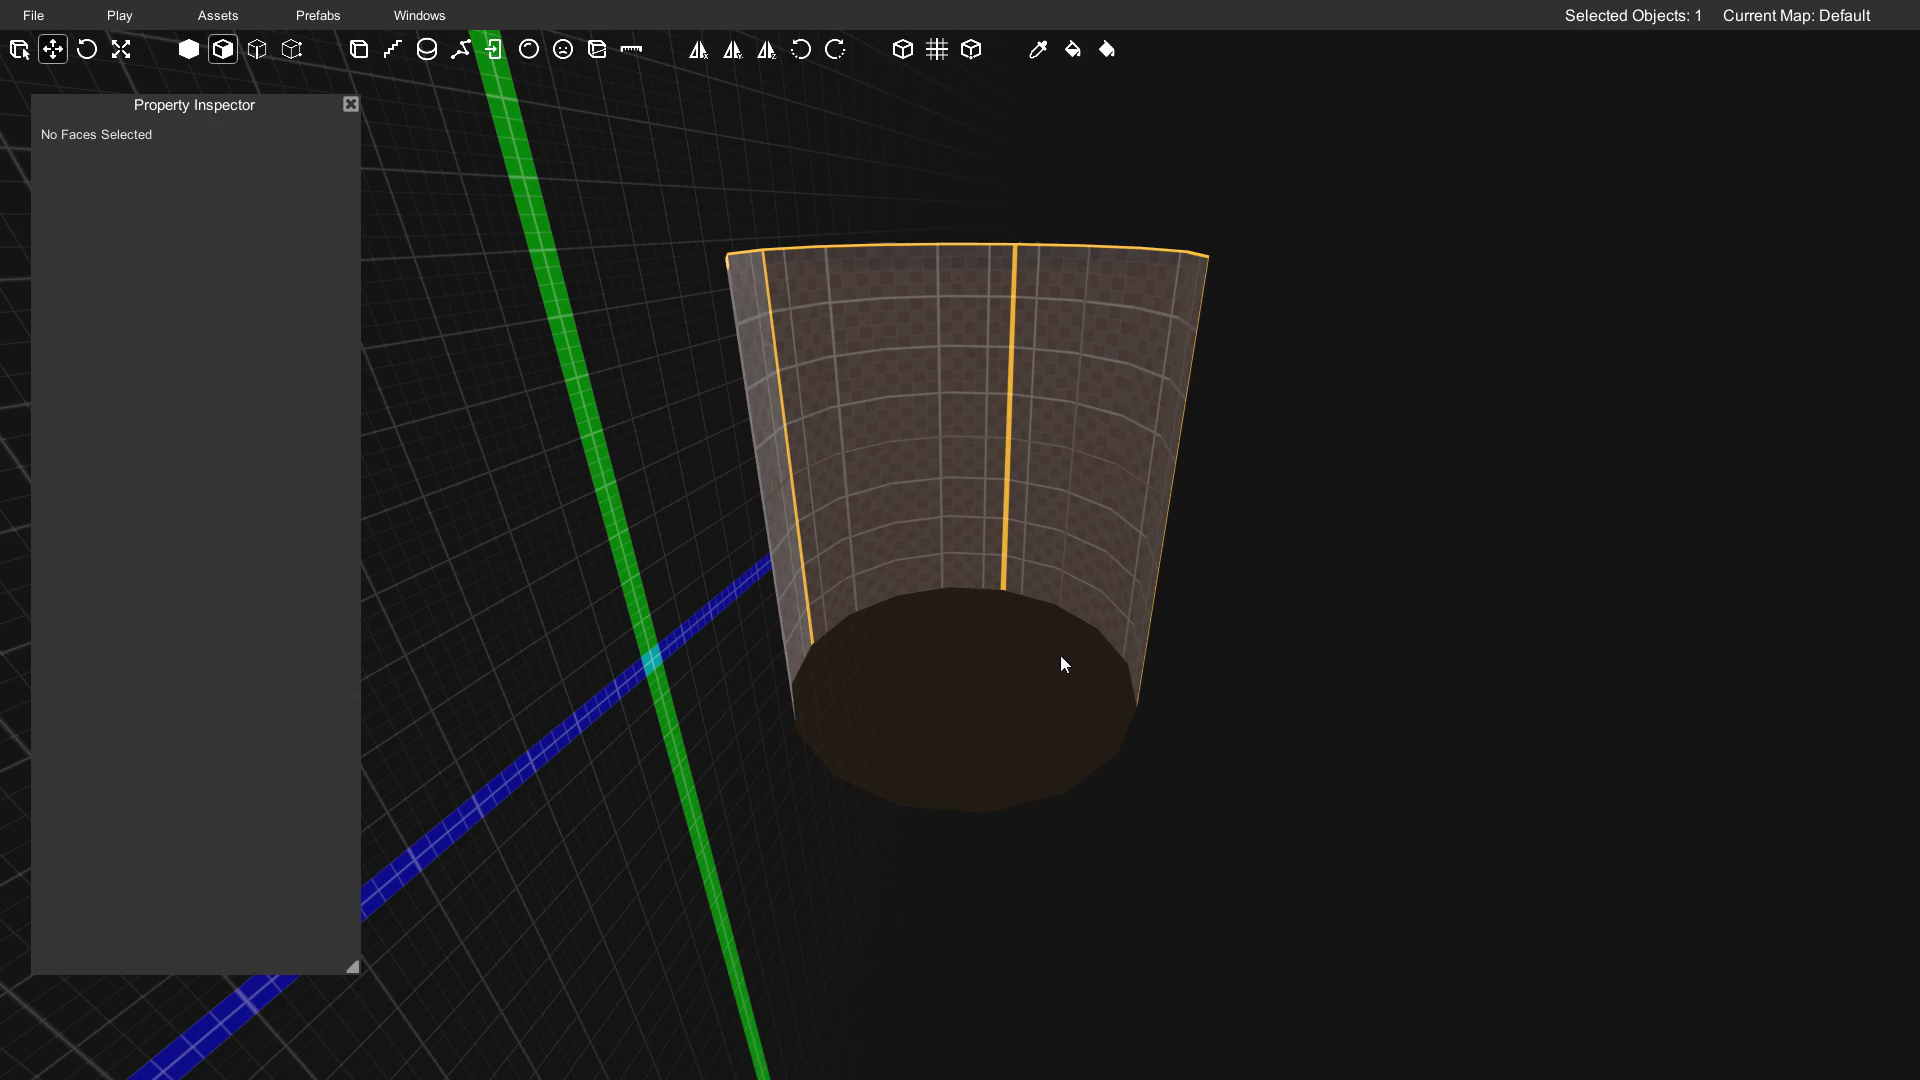 File Play Assets Prefabs Windows Selected Objects: 1 Current Map: Default
Property Inspector
No Faces Selected